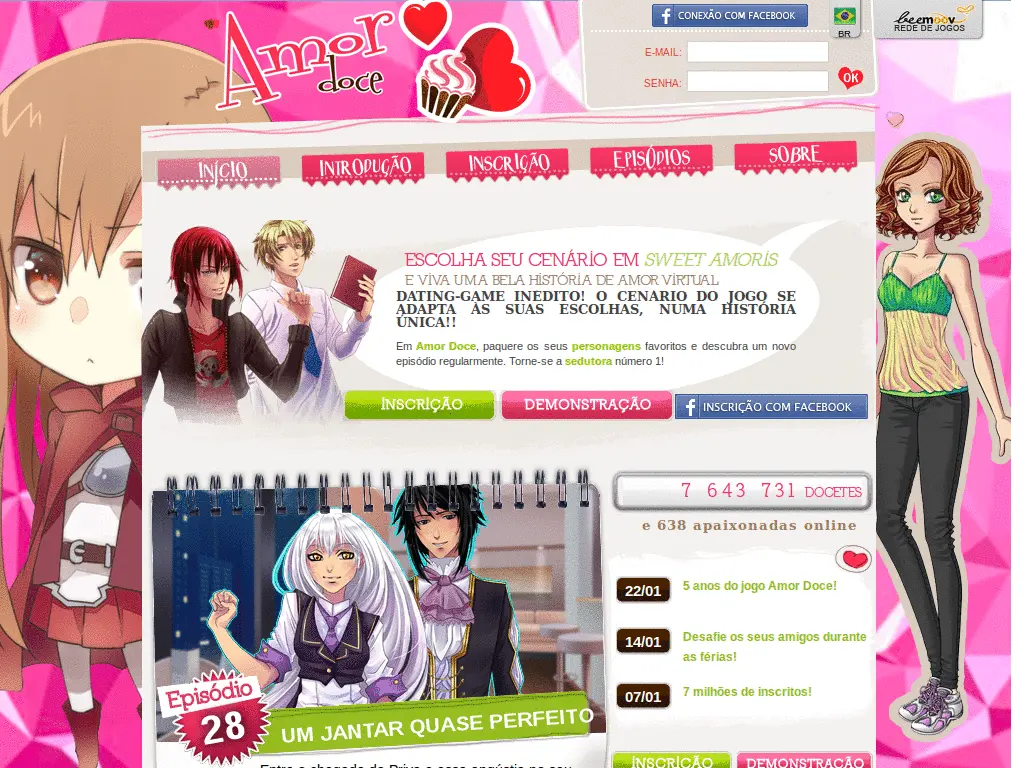 Amor
doce
CONEXÃO COM FACEBOOK
BR
beemoov
REDE DE JOGOS
E-MAIL:
SENHA:
OK
INÍCIO
INTRODUÇÃO
INSCRIÇÃO
EPISÓDIOS
SOBRE
ESCOLHA SEU CENÁRIO EM SWEET AMORIS
E VIVA UMA BELA HISTÓRIA DE AMOR VIRTUAL
DATING-GAME INEDITO! O CENARIO DO JOGO SE
ADAPTA ÀS SUAS ESCOLHAS, NUMA HISTÓRIA
ÚNICA!!
Em Amor Doce, paquere os seus personagens favoritos e descubra um novo
episódio regularmente. Torne-se a sedutora número 1!
INSCRIÇÃO
DEMONSTRAÇÃO
INSCRIÇÃO COM FACEBOOK
7 643 731 DOCETES
e 638 apaixonadas online
22/01
5 anos do jogo Amor Doce!
14/01
Desafie os seus amigos durante
as férias!
07/01
7 milhões de inscritos!
Episódio
28
UM JANTAR QUASE PERFEITO
INSCRIÇÃO
DEMONSTRAÇÃO